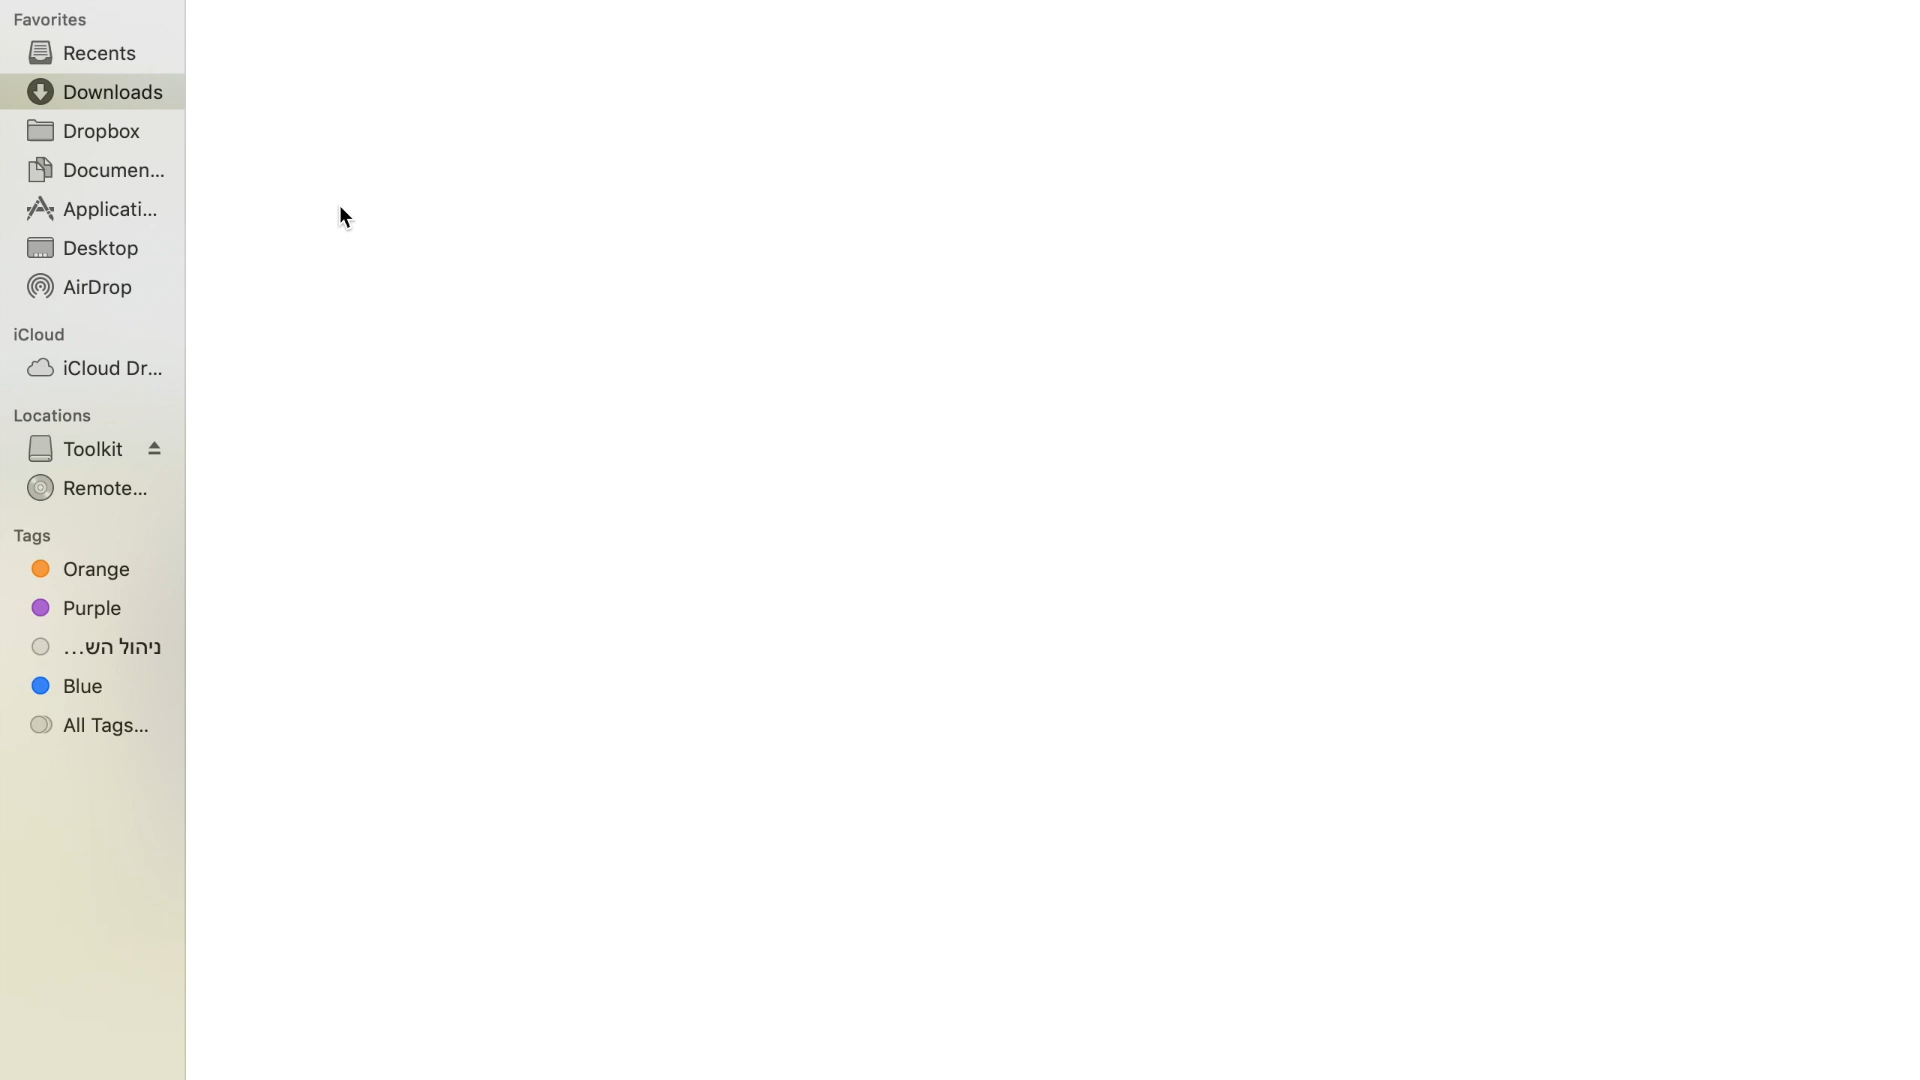 Favorites
Recents
Downloads
Dropbox
Documen...
Applicati...
Desktop
AirDrop
iCloud
iCloud Dr...
Locations
Toolkit
Remote...
Tags
Orange
Purple
ניהול הש...
Blue
All Tags...